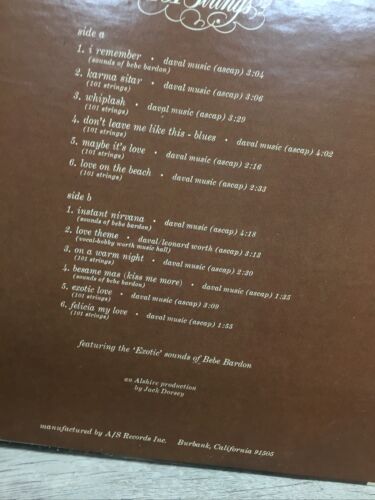 101 Strings
side a
1. i remember • daval music (ascap) 3:04
(sounds of bebe bardon)
2. karma sitar • daval music (ascap) 3:06
(101 strings)
3. whiplash • daval music (ascap) 3:29
(101 strings)
4. don't leave me like this - blues • daval music (ascap) 4:02
(101 strings)
5. maybe it's love • daval music (ascap) 2:16
(101 strings)
6. love on the beach • daval music (ascap) 2:33
(101 strings)
side b
1. instant nirvana • daval music (ascap) 4:18
(sounds of bebe bardon)
2. love theme • daval/leonard worth (ascap) 3:13
(vocal-bobby worth music hall)
3. on a warm night • daval music (ascap) 2:30
(101 strings)
4. besame mas (kiss me more) • daval music (ascap) 1:35
(sounds of bebe bardon)
5. exotic love • daval music (ascap) 3:09
(101 strings)
6. felicia my love • daval music (ascap) 1:55
(101 strings)
featuring the 'Exotic' sounds of Bebe Bardon
an Alshire production
by Jack Dorsey
manufactured by A/S Records Inc. Burbank, California 91505